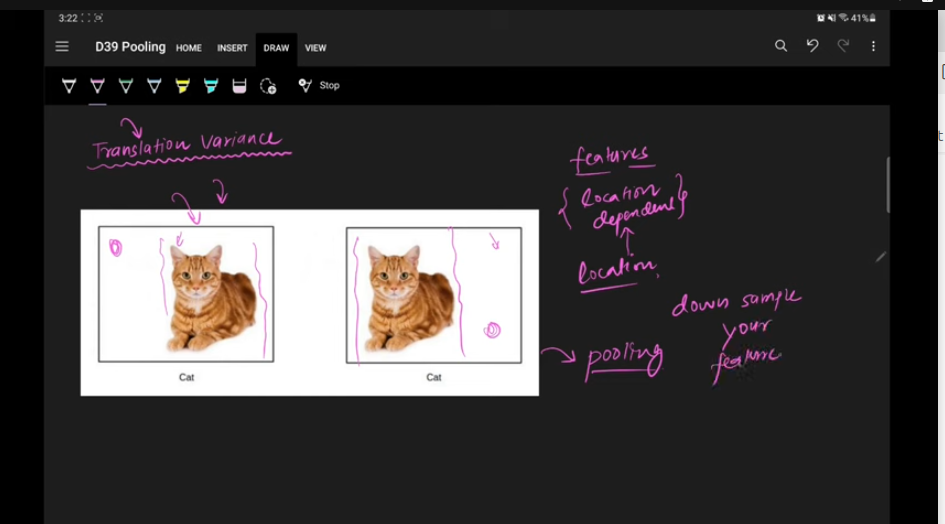 3:22
41%
D39 Pooling HOME INSERT DRAW VIEW
Stop
Translation Variance
features
{location
dependent}
location
down sample
your
feature
pooling
Cat
Cat